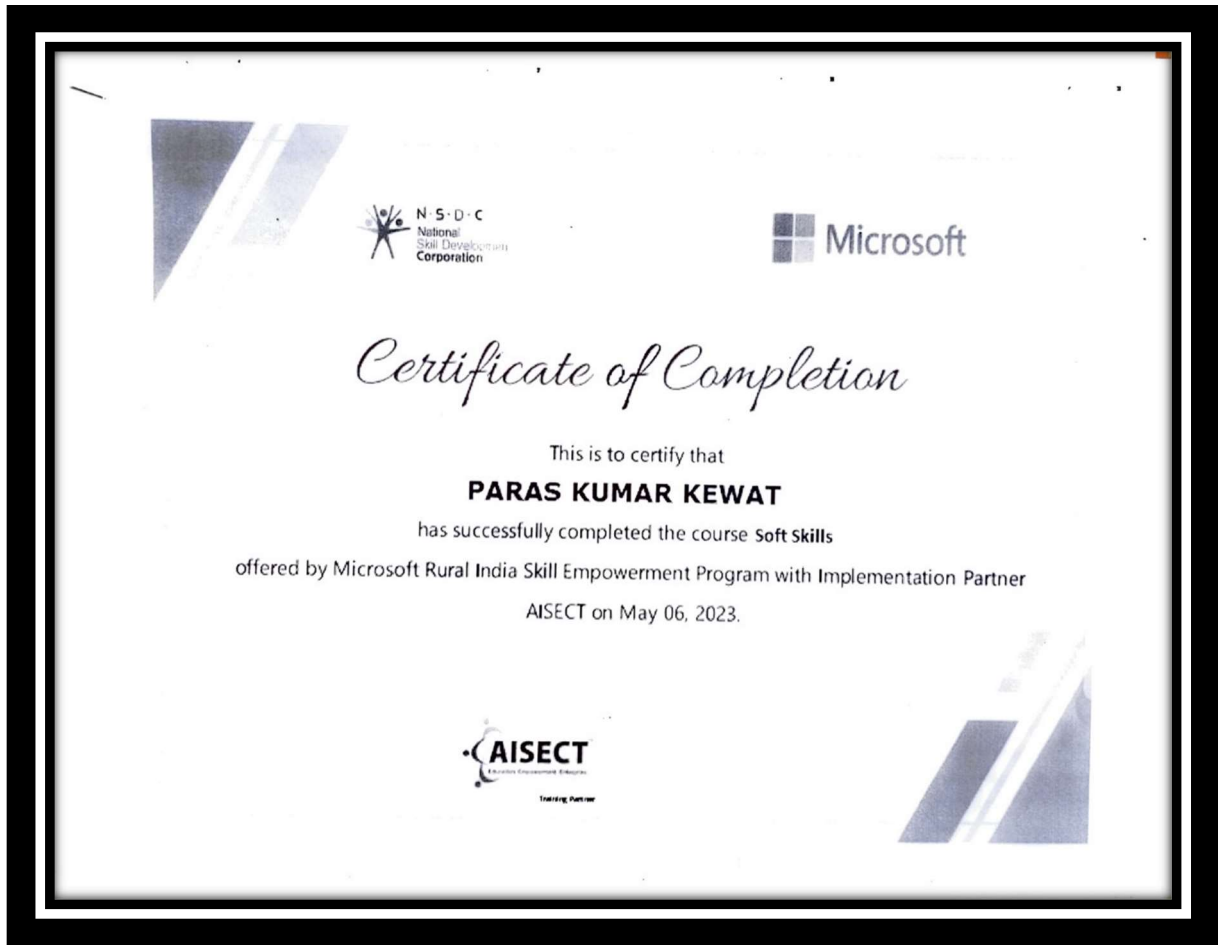 N·S·D·C
National
Skill Development
Corporation
Microsoft
Certificate of Completion
This is to certify that
PARAS KUMAR KEWAT
has successfully completed the course Soft Skills
offered by Microsoft Rural India Skill Empowerment Program with Implementation Partner
AISECT on May 06, 2023.
AISECT
Training Partner